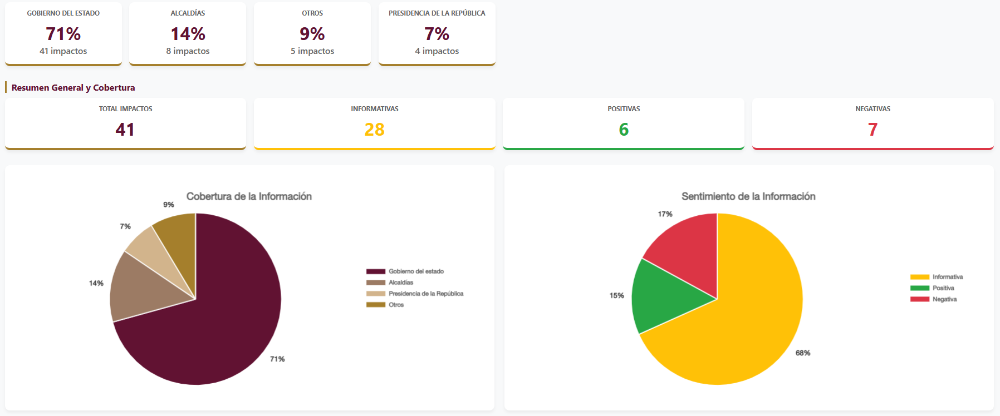 GOBIERNO DEL ESTADO
71%
41 impactos
ALCALDÍAS
14%
8 impactos
OTROS
9%
5 impactos
PRESIDENCIA DE LA REPÚBLICA
7%
4 impactos
Resumen General y Cobertura
TOTAL IMPACTOS
41
INFORMATIVAS
28
POSITIVAS
6
NEGATIVAS
7
Cobertura de la Información
9%
7%
14%
71%
Gobierno del estado
Alcaldías
Presidencia de la República
Otros
Sentimiento de la Información
17%
15%
68%
Informativa
Positiva
Negativa